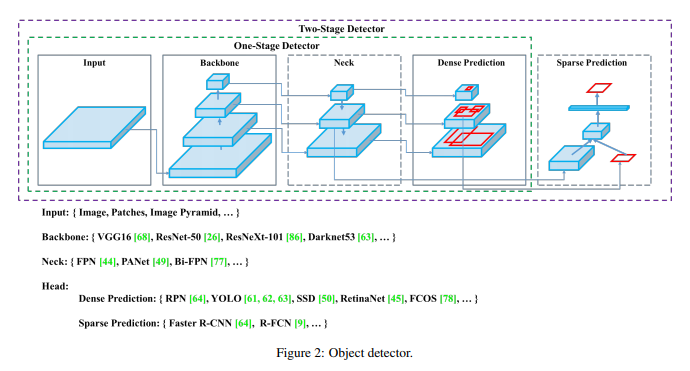 Two-Stage Detector
One-Stage Detector
Input
Backbone
Neck
Dense Prediction
Sparse Prediction
Input: { Image, Patches, Image Pyramid, … }
Backbone: { VGG16 [68], ResNet-50 [26], ResNeXt-101 [86], Darknet53 [63], … }
Neck: { FPN [44], PANet [49], Bi-FPN [77], … }
Head:
Dense Prediction: { RPN [64], YOLO [61, 62, 63], SSD [50], RetinaNet [45], FCOS [78], … }
Sparse Prediction: { Faster R-CNN [64], R-FCN [9], … }
Figure 2: Object detector.